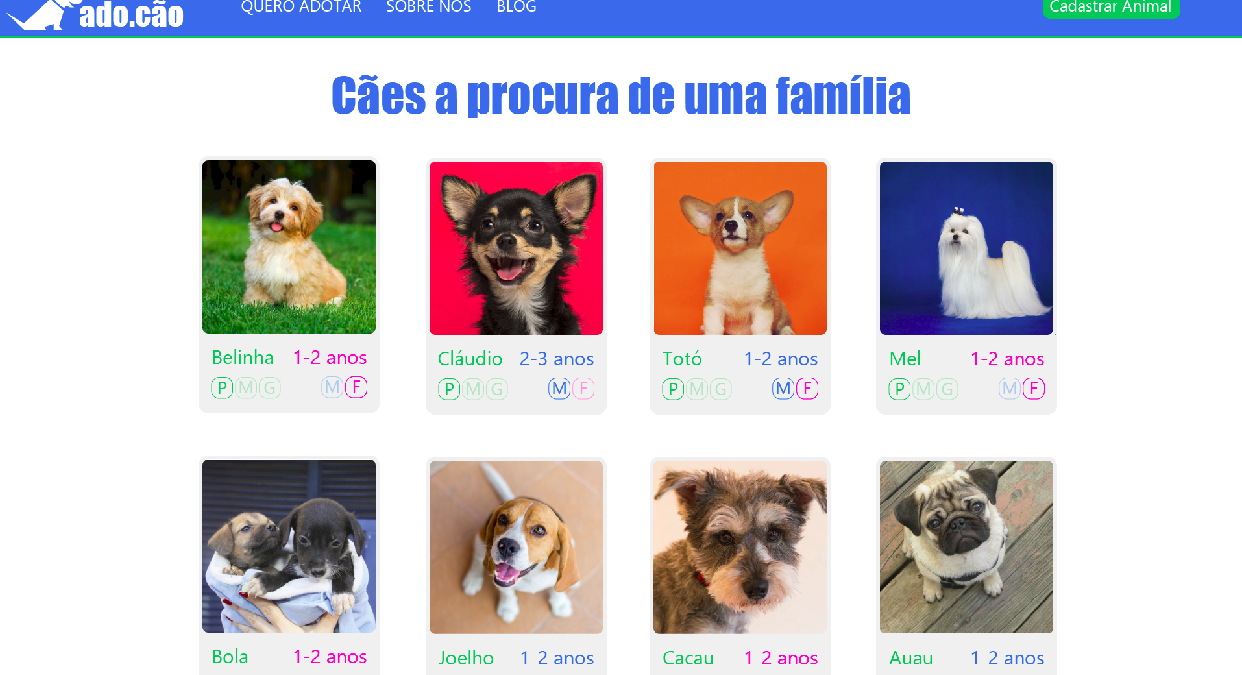 ado.cão QUERO ADOTAR SOBRE NÓS BLOG Cadastrar Animal
Cães a procura de uma família
Belinha 1-2 anos
P M G M F
Cláudio 2-3 anos
P M G M F
Totó 1-2 anos
P M G M F
Mel 1-2 anos
P M G M F
Bola 1-2 anos
Joelho 1-2 anos
Cacau 1-2 anos
Auau 1-2 anos